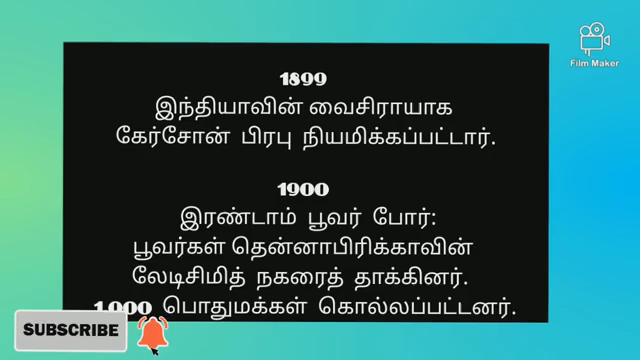 Film Maker
1899
இந்தியாவின் வைசிராயாக
கேர்சோன் பிரபு நியமிக்கப்பட்டார்.
1900
இரண்டாம் பூவர் போர்:
பூவர்கள் தென்னாபிரிக்காவின்
லேடிசிமித் நகரைத் தாக்கினர்.
1,000 பொதுமக்கள் கொல்லப்பட்டனர்.
SUBSCRIBE